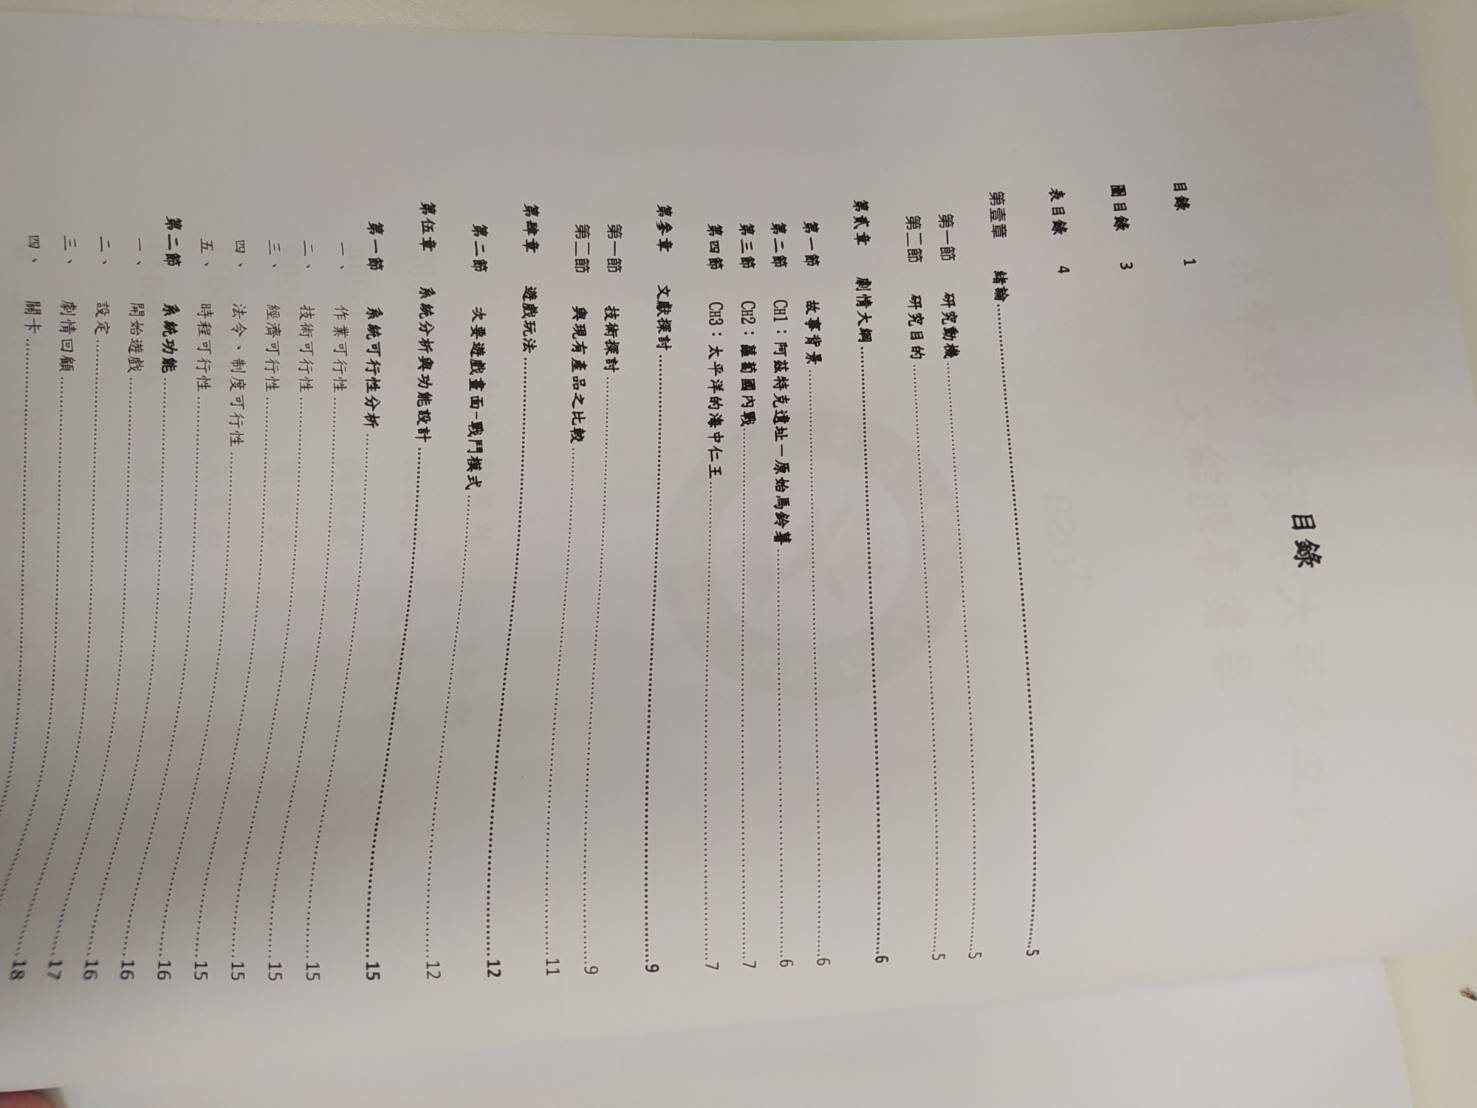 目錄
目錄 1
圖目錄 3
表目錄 4
第壹章 緒論........5
第一節 研究動機........5
第二節 研究目的........5
第貳章 劇情大綱........6
第一節 故事背景........6
第二節 CH1：阿茲特克遺址－原始馬鈴薯........6
第三節 CH2：蘿蔔國內戰........7
第四節 CH3：太平洋的海中仁王........7
第參章 文獻探討........9
第一節 技術探討........9
第二節 與現有產品之比較........11
第肆章 遊戲玩法........12
第二節 次要遊戲畫面-戰鬥模式........12
第伍章 系統分析與功能設計........15
第一節 系統可行性分析........15
一、 作業可行性........15
二、 技術可行性........15
三、 經濟可行性........15
四、 法令、制度可行性........16
五、 時程可行性........16
第二節 系統功能........16
一、 開始遊戲........17
二、 設定........18
三、 劇情回顧........
四、 關卡........